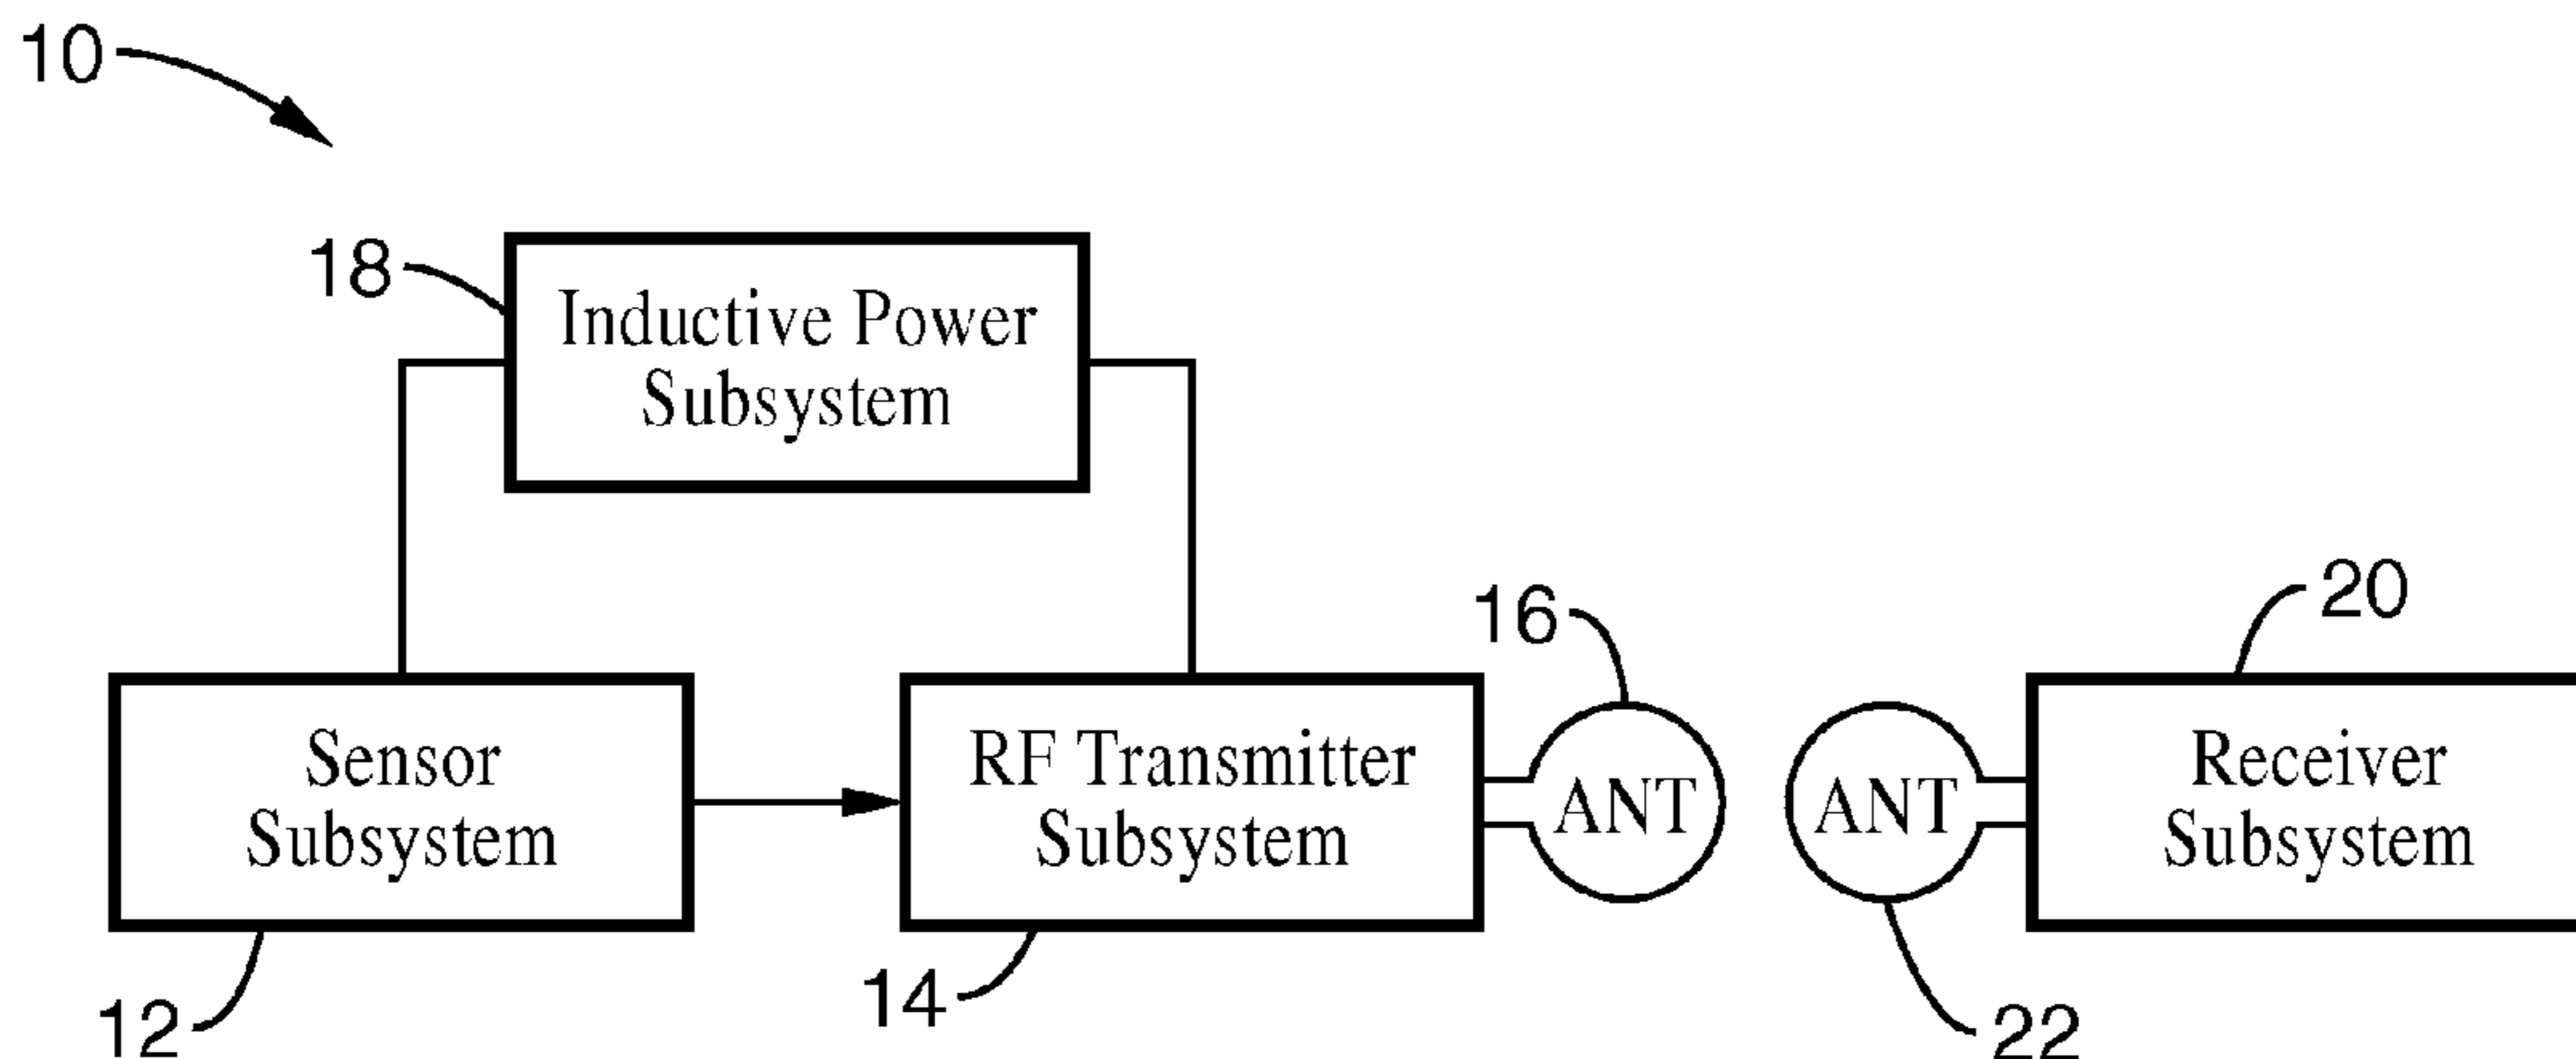 10
18
Inductive Power
Subsystem
16
20
Sensor
Subsystem
RF Transmitter
Subsystem
ANT
ANT
Receiver
Subsystem
12
14
22